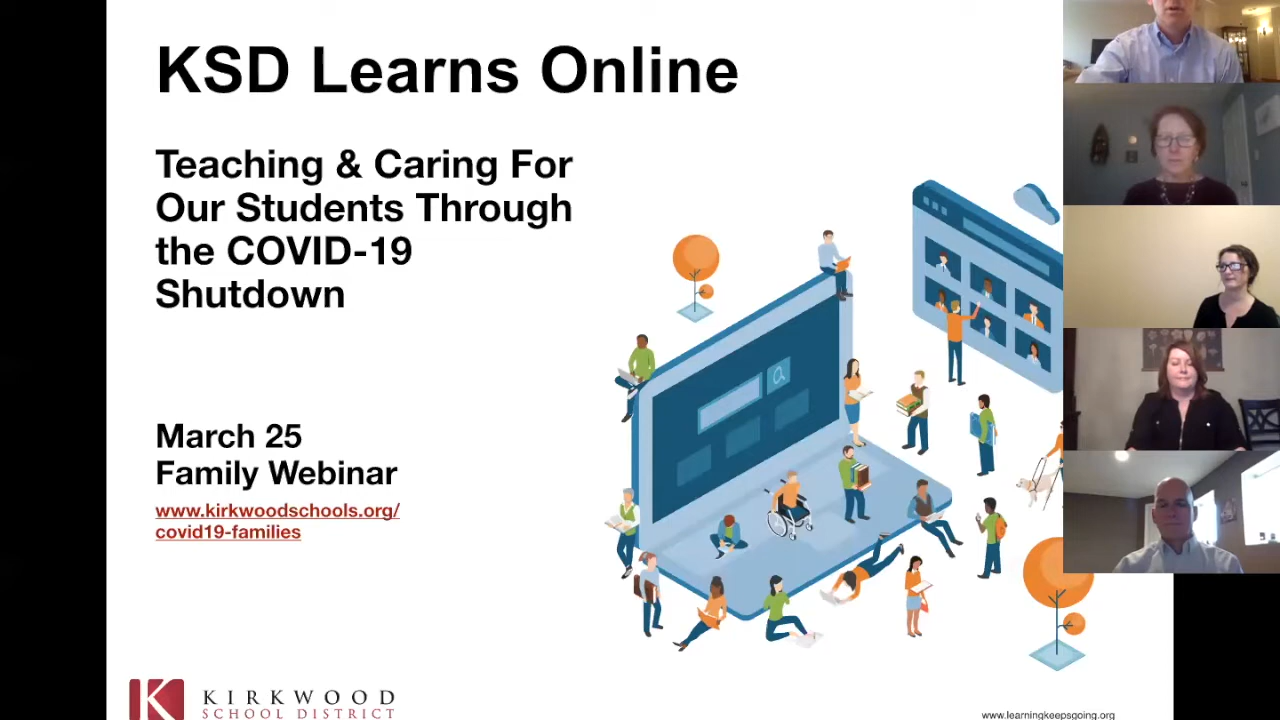 KSD Learns Online
Teaching & Caring For
Our Students Through
the COVID-19
Shutdown
March 25
Family Webinar
www.kirkwoodschools.org/
covid19-families
KIRKWOOD
SCHOOL DISTRICT
www.learningkeepsgoing.org